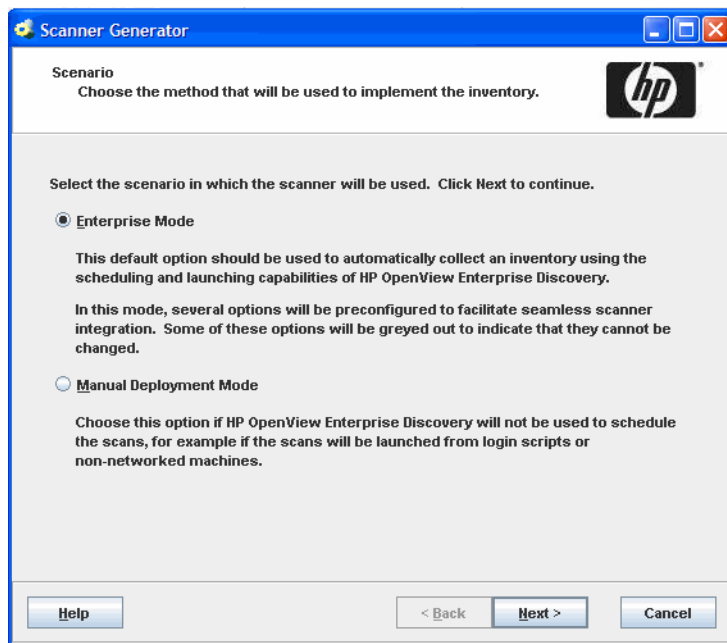 Scanner Generator
Scenario
Choose the method that will be used to implement the inventory.
hp
Select the scenario in which the scanner will be used. Click Next to continue.
Enterprise Mode
This default option should be used to automatically collect an inventory using the
scheduling and launching capabilities of HP OpenView Enterprise Discovery.
In this mode, several options will be preconfigured to facilitate seamless scanner
integration. Some of these options will be greyed out to indicate that they cannot be
changed.
Manual Deployment Mode
Choose this option if HP OpenView Enterprise Discovery will not be used to schedule
the scans, for example if the scans will be launched from login scripts or
non-networked machines.
Help
< Back
Next >
Cancel